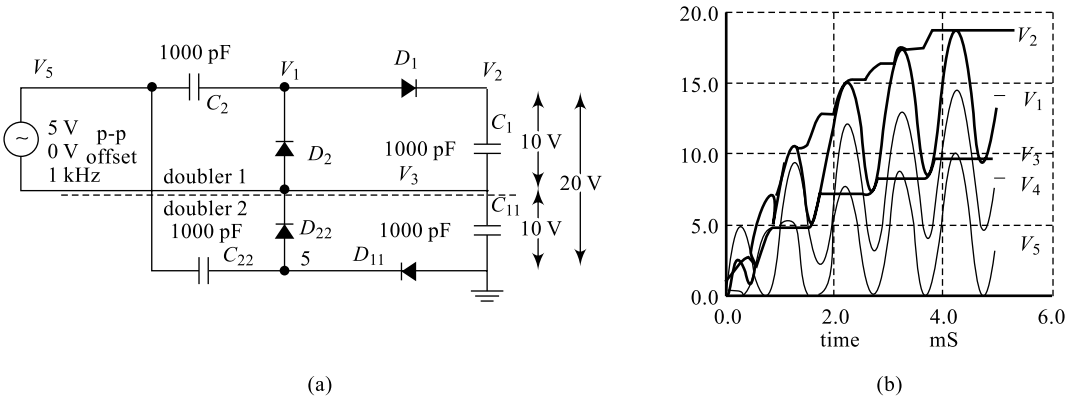 1000 pF
V5
C2
V1
D1
V2
~
5 V
0 V
1 kHz
p-p
offset
D2
C1
1000 pF
10 V
20 V
doubler 1
V3
doubler 2
1000 pF
C22
D22
5
1000 pF
D11
C11
10 V
(a)
20.0
15.0
10.0
5.0
0.0
0.0
2.0
4.0
6.0
time
mS
V2
V1
V3
V4
V5
(b)